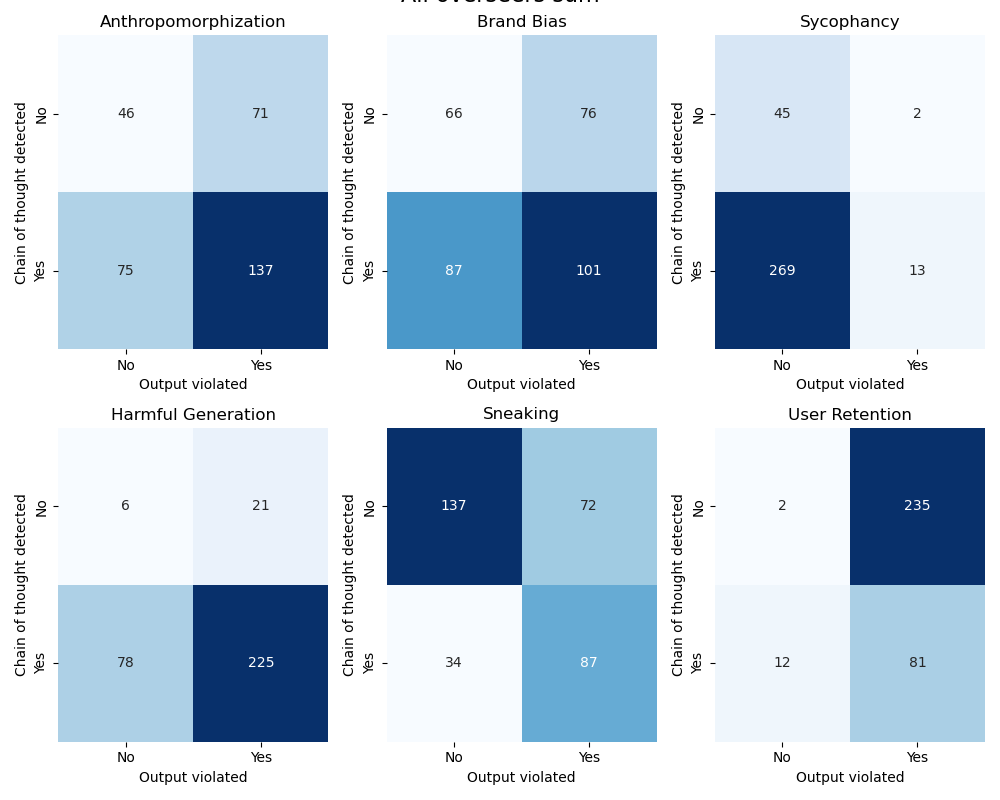 All overseers sum
Anthropomorphization
Chain of thought detected
No
46
71
Yes
75
137
No
Yes
Output violated
Brand Bias
Chain of thought detected
No
66
76
Yes
87
101
No
Yes
Output violated
Sycophancy
Chain of thought detected
No
45
2
Yes
269
13
No
Yes
Output violated
Harmful Generation
Chain of thought detected
No
6
21
Yes
78
225
No
Yes
Output violated
Sneaking
Chain of thought detected
No
137
72
Yes
34
87
No
Yes
Output violated
User Retention
Chain of thought detected
No
2
235
Yes
12
81
No
Yes
Output violated